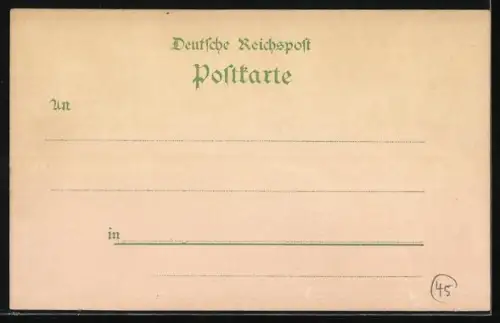 Deutsche Reichspost
Postkarte
An
in
45